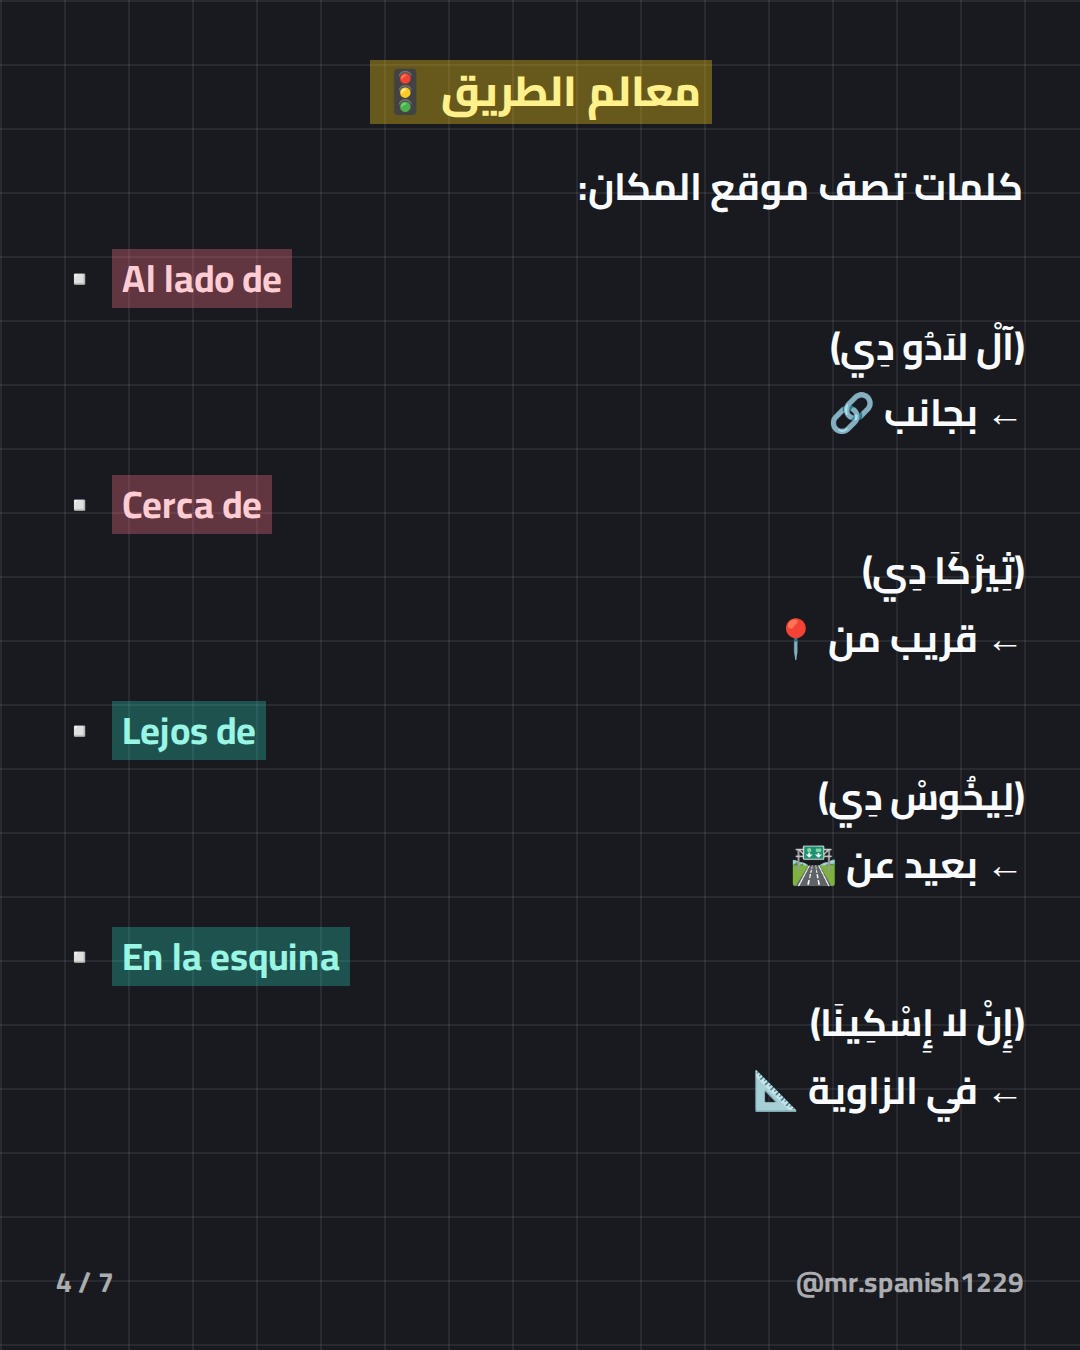 معالم الطريق 🚦
كلمات تصف موقع المكان:
▫️ Al lado de
(آلْ لاَدُو دِي)
← بجانب 🔗
▫️ Cerca de
(ثِيرْكَا دِي)
← قريب من 📍
▫️ Lejos de
(لِيخُوسْ دِي)
← بعيد عن 🛣️
▫️ En la esquina
(إِنْ لا إِسْكِينَا)
← في الزاوية 📐
4 / 7
@mr.spanish1229